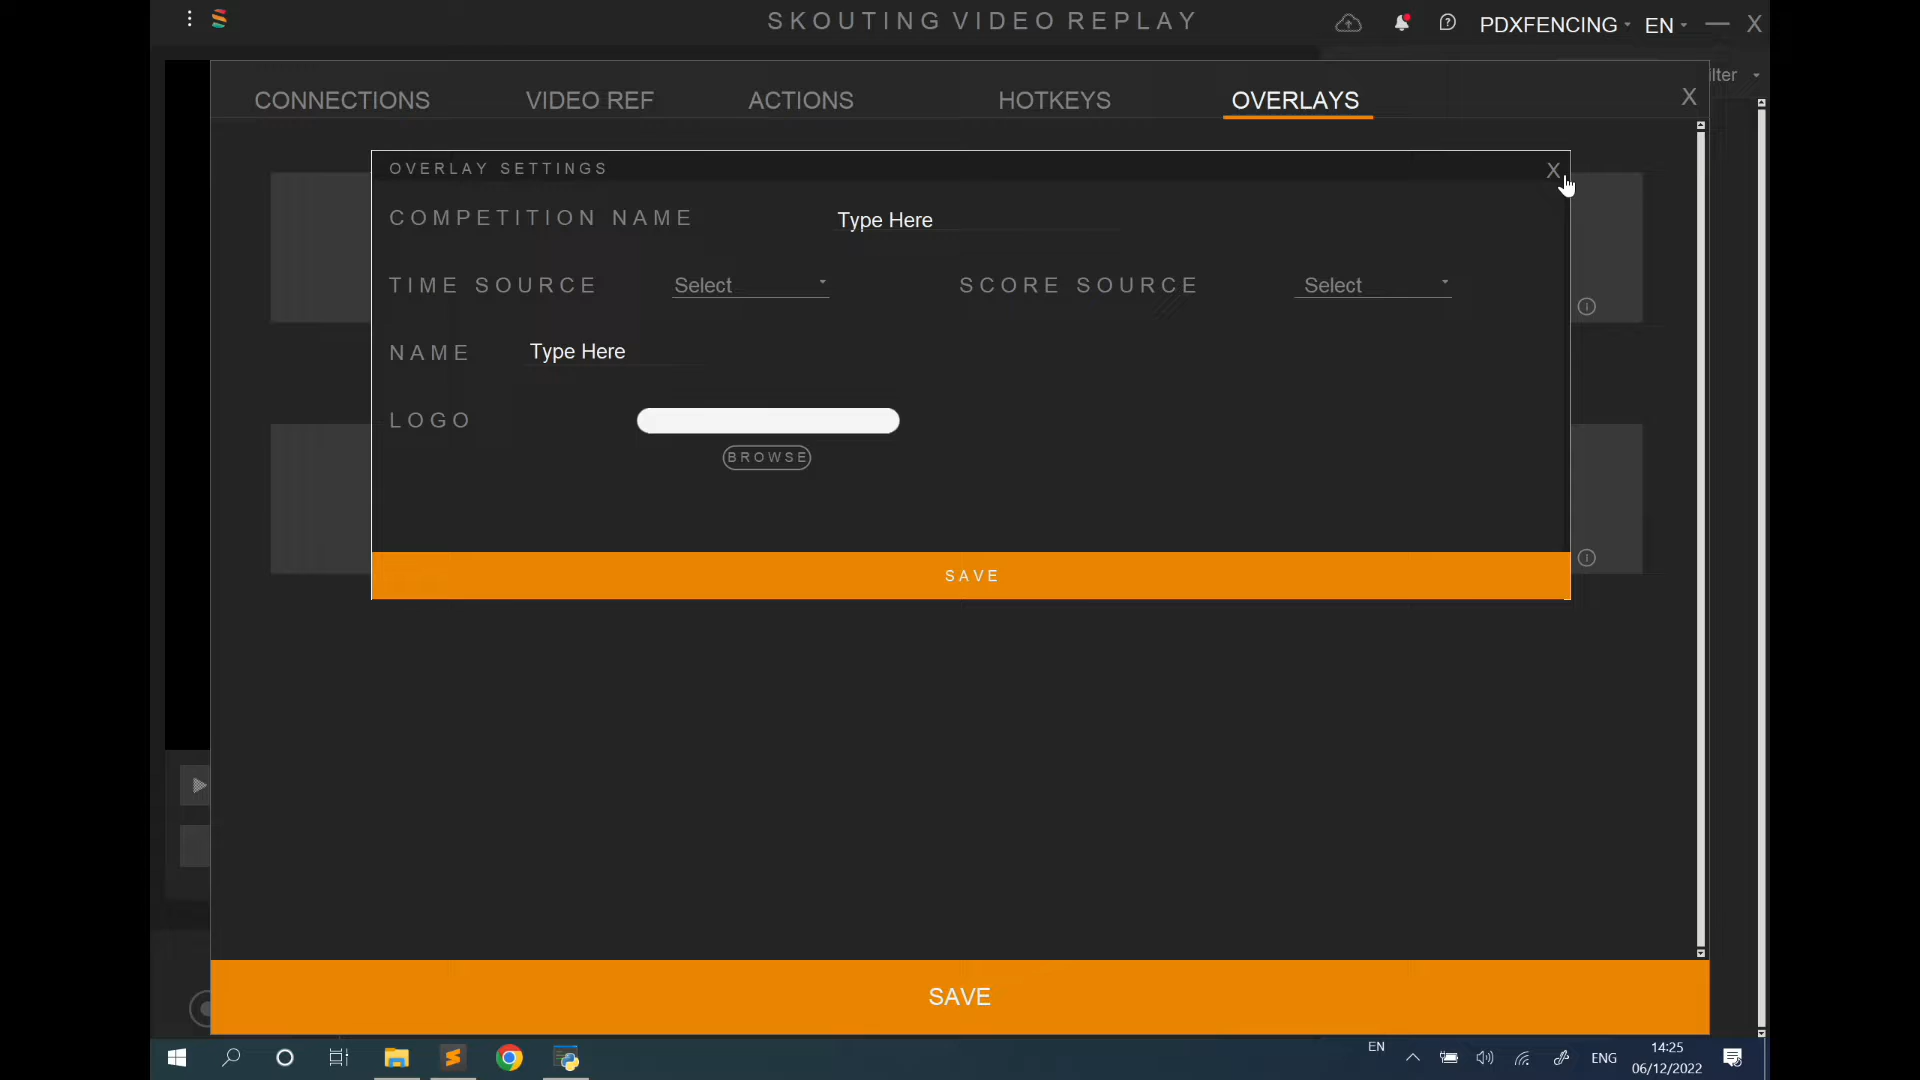 SKOUTING VIDEO REPLAY
PDXFENCING
EN
X
CONNECTIONS
VIDEO REF
ACTIONS
HOTKEYS
OVERLAYS
X
OVERLAY SETTINGS
X
COMPETITION NAME
Type Here
TIME SOURCE
Select
SCORE SOURCE
Select
NAME
Type Here
LOGO
BROWSE
SAVE
SAVE
EN
ENG
14:25
06/12/2022